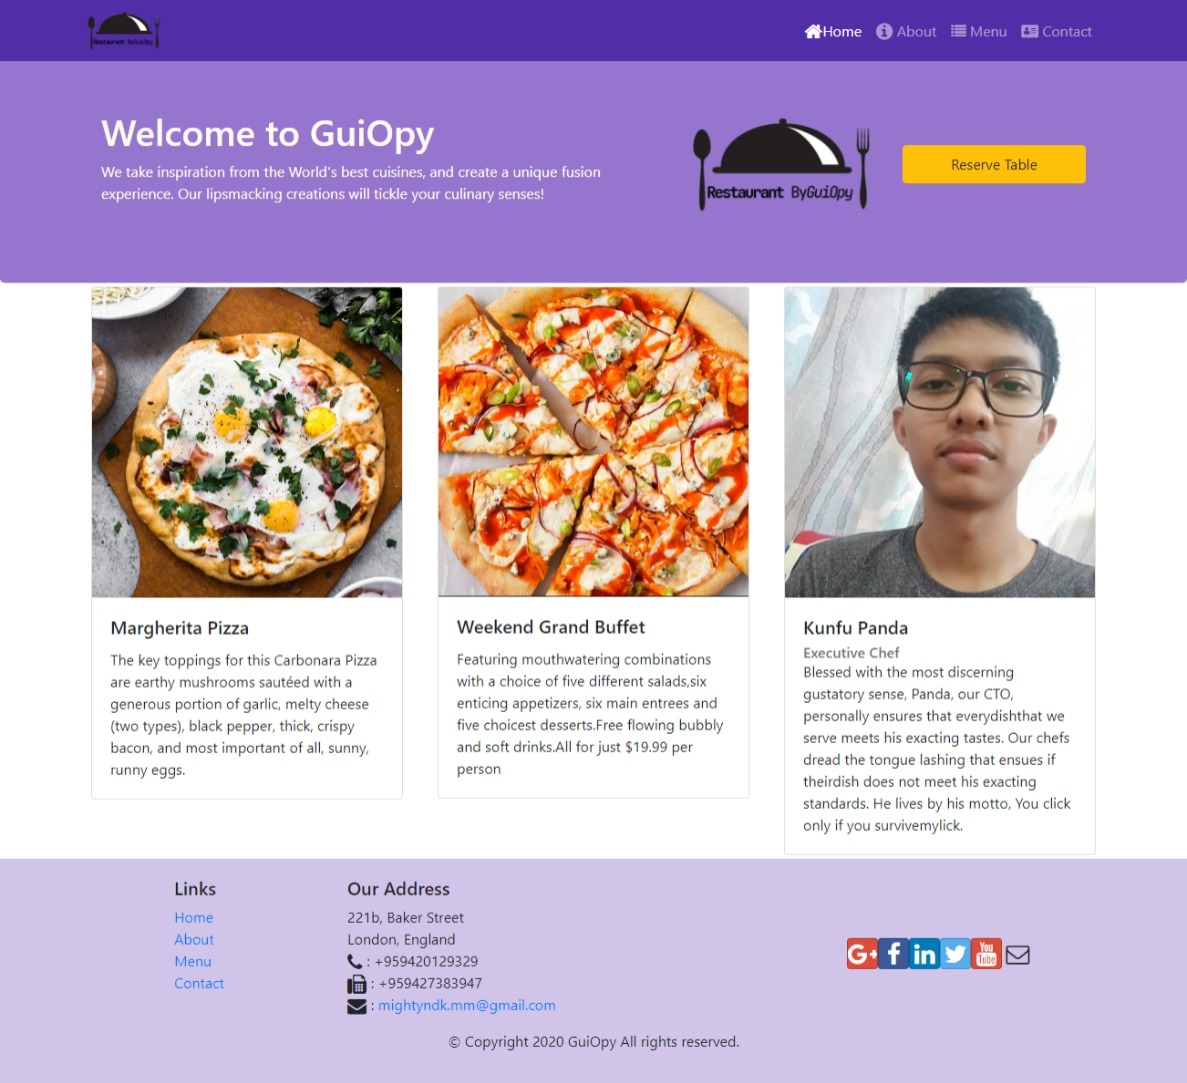 Restaurant ByGuiOpy
Home About Menu Contact
Welcome to GuiOpy
We take inspiration from the World's best cuisines, and create a unique fusion
experience. Our lipsmacking creations will tickle your culinary senses!
Restaurant ByGuiOpy
Reserve Table
Margherita Pizza
The key toppings for this Carbonara Pizza
are earthy mushrooms sautéed with a
generous portion of garlic, melty cheese
(two types), black pepper, thick, crispy
bacon, and most important of all, sunny,
runny eggs.
Weekend Grand Buffet
Featuring mouthwatering combinations
with a choice of five different salads,six
enticing appetizers, six main entrees and
five choicest desserts.Free flowing bubbly
and soft drinks.All for just $19.99 per
person
Kunfu Panda
Executive Chef
Blessed with the most discerning
gustatory sense, Panda, our CTO,
personally ensures that everydishthat we
serve meets his exacting tastes. Our chefs
dread the tongue lashing that ensues if
theirdish does not meet his exacting
standards. He lives by his motto, You click
only if you survivemylick.
Links
Home
About
Menu
Contact
Our Address
221b, Baker Street
London, England
: +959420129329
: +959427383947
: mightyndk.mm@gmail.com
G+ f in You Tube
© Copyright 2020 GuiOpy All rights reserved.